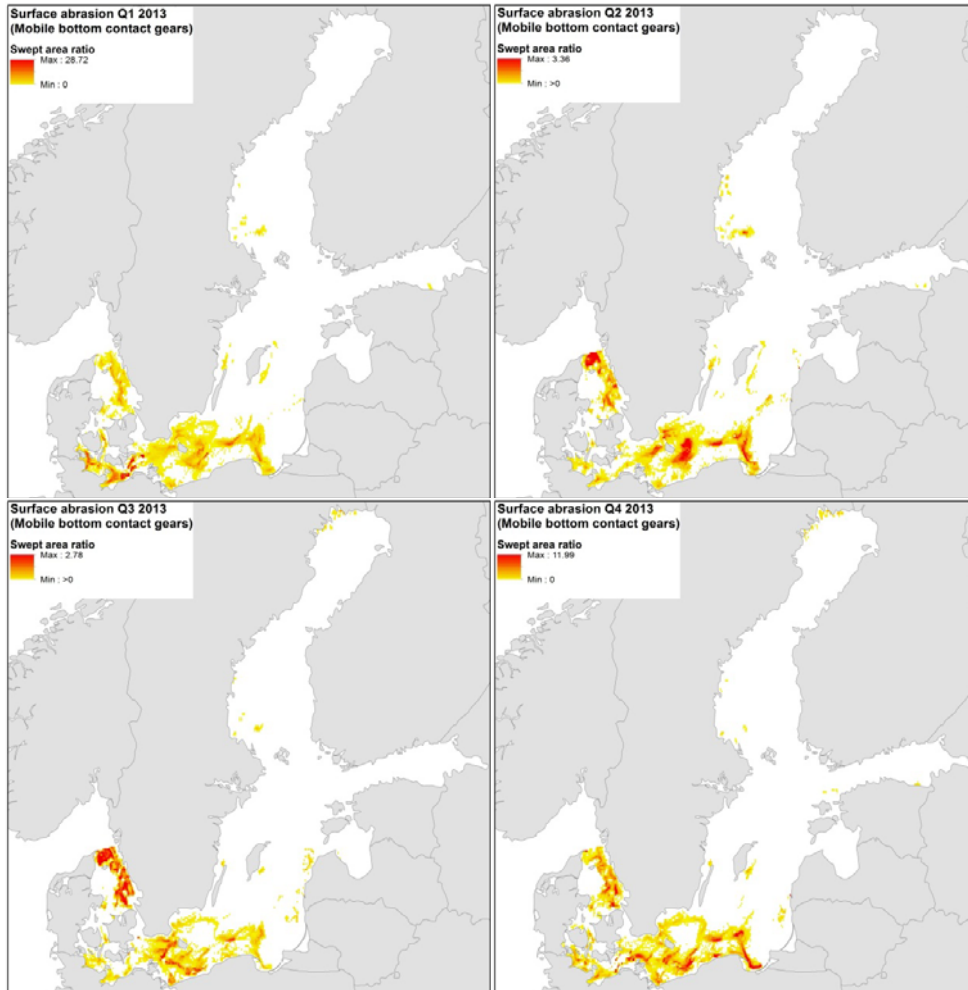 Surface abrasion Q1 2013
(Mobile bottom contact gears)
Swept area ratio
Max : 28.72
Min : 0
Surface abrasion Q2 2013
(Mobile bottom contact gears)
Swept area ratio
Max : 3.36
Min : >0
Surface abrasion Q3 2013
(Mobile bottom contact gears)
Swept area ratio
Max : 2.78
Min : >0
Surface abrasion Q4 2013
(Mobile bottom contact gears)
Swept area ratio
Max : 11.99
Min : 0